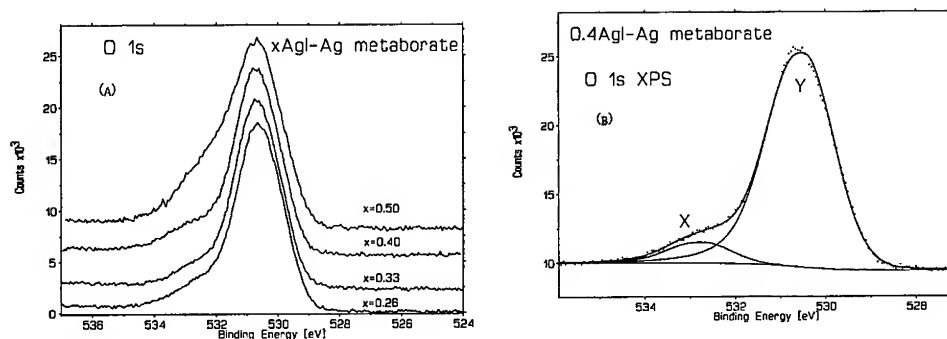 O 1s
xAgI-Ag metaborate
(A)
25
20
15
10
5
0
Counts x10³
x=0.50
x=0.40
x=0.33
x=0.26
536
534
532
530
528
526
524
Binding Energy [eV]
0.4AgI-Ag metaborate
O 1s XPS
(B)
X
Y
25
20
15
10
Counts x10³
534
532
530
528
Binding Energy [eV]